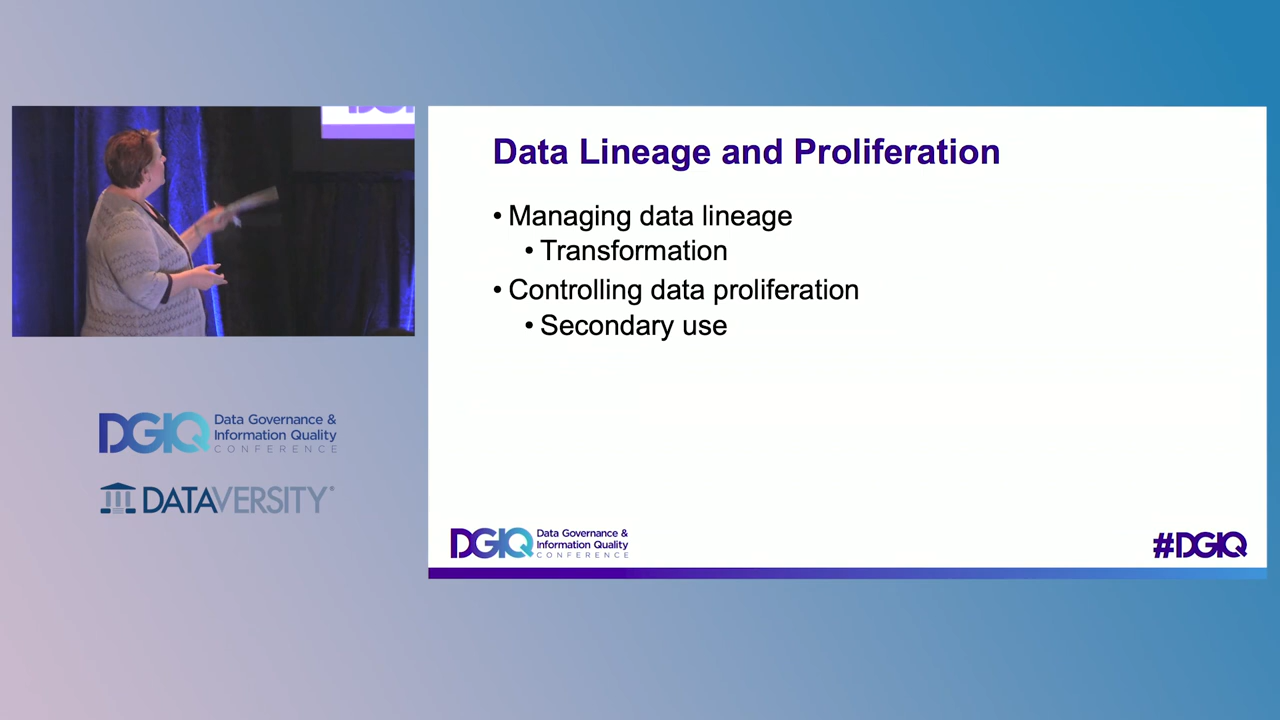 Data Lineage and Proliferation
• Managing data lineage
• Transformation
• Controlling data proliferation
• Secondary use
DGIQ Data Governance &
Information Quality
CONFERENCE
DATAVERSITY
DGIQ Data Governance &
Information Quality
CONFERENCE
#DGIQ